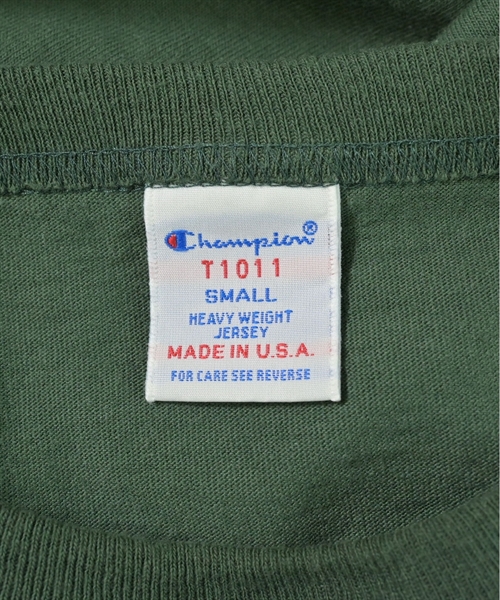 Champion®
T1011
SMALL
HEAVY WEIGHT
JERSEY
MADE IN U.S.A.
FOR CARE SEE REVERSE